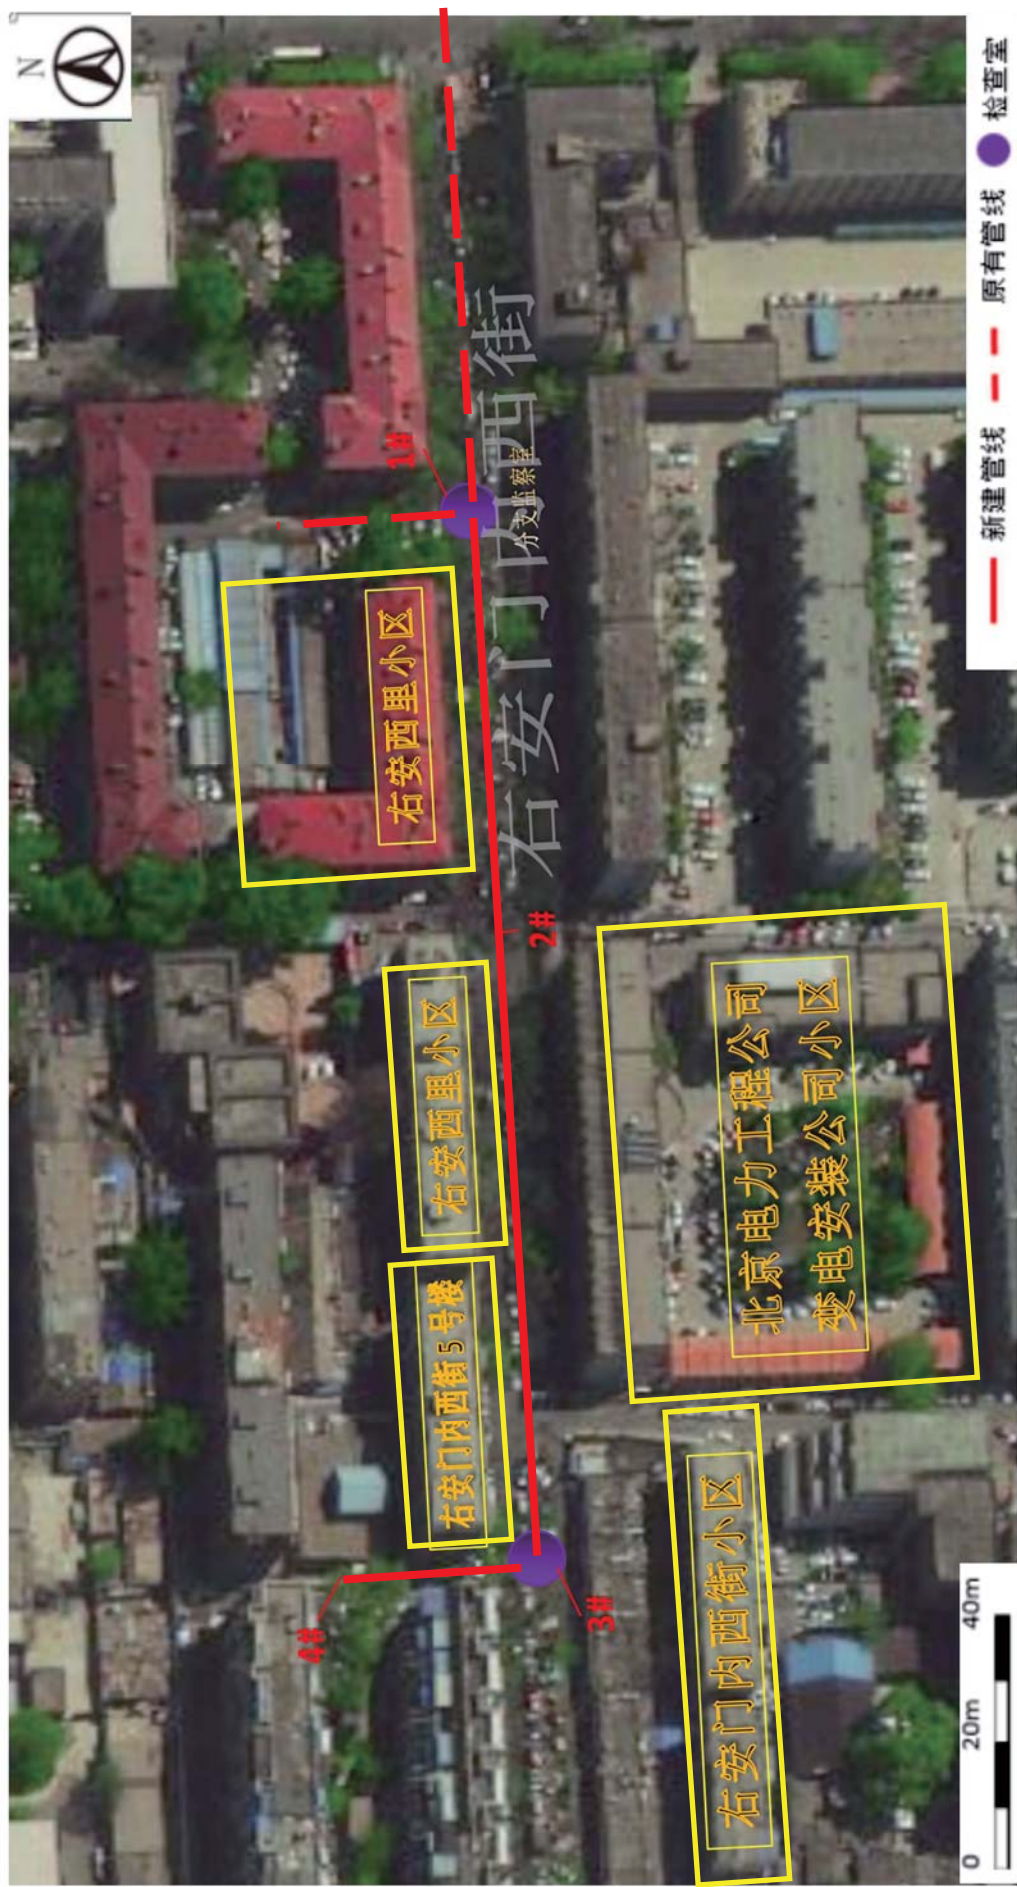 N
1#
右安门内西街
分支监察室
右安西里小区
2#
右安西里小区
右安门内西街5号楼
北京电力工程公司
变电安装公司小区
3#
4#
右安门内西街小区
新建管线
原有管线
检查室
0
20m
40m